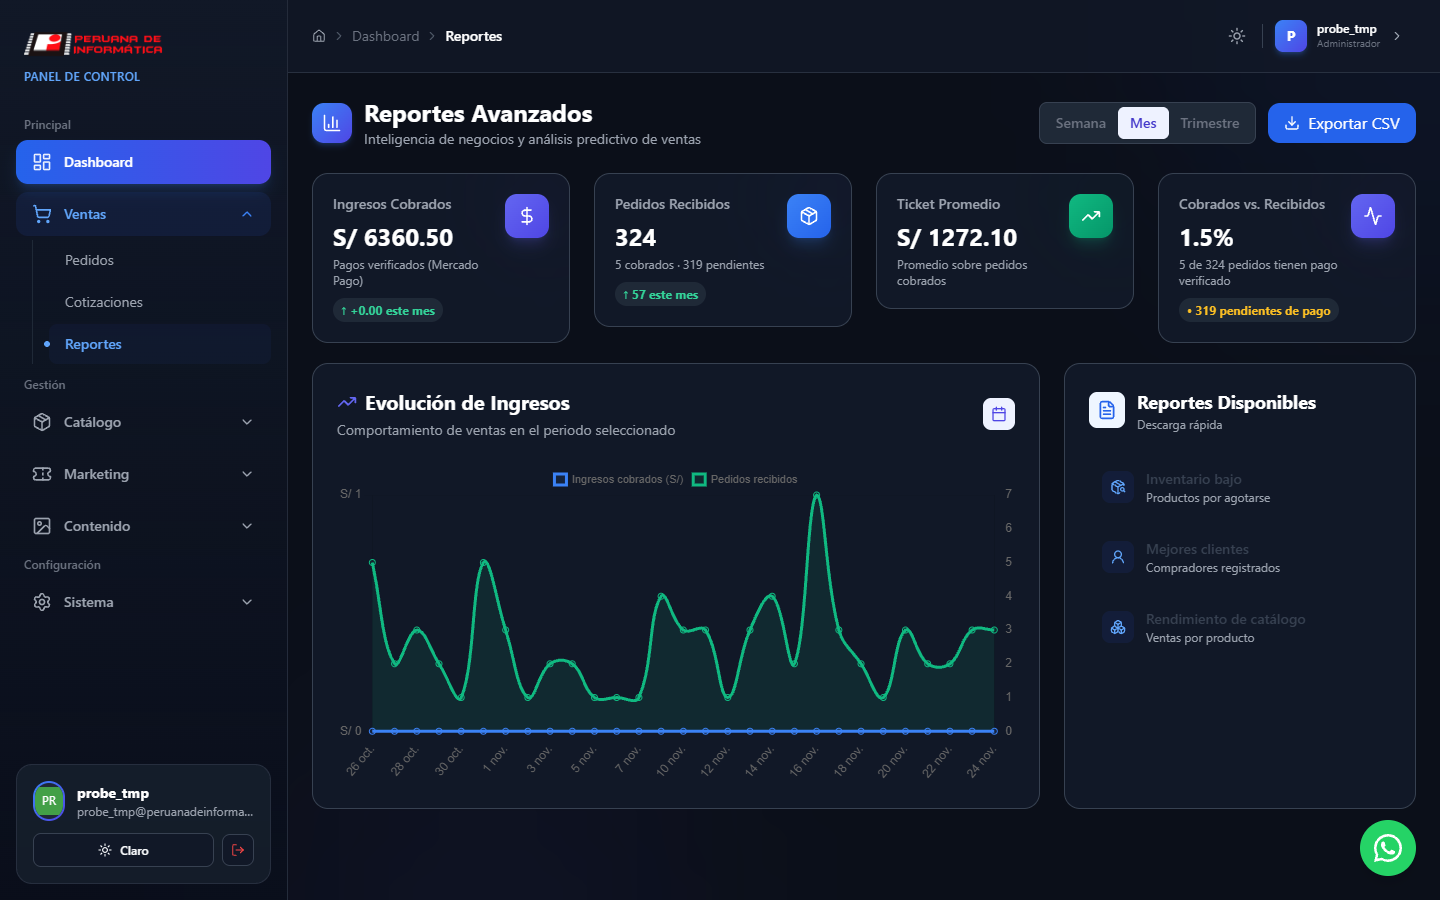 PERUANA DE
INFORMÁTICA
PANEL DE CONTROL
Principal
Dashboard
Ventas
Pedidos
Cotizaciones
Reportes
Gestión
Catálogo
Marketing
Contenido
Configuración
Sistema
PR
probe_tmp
probe_tmp@peruanadeinforma...
Claro
Dashboard
Reportes
P
probe_tmp
Administrador
Reportes Avanzados
Inteligencia de negocios y análisis predictivo de ventas
Semana
Mes
Trimestre
Exportar CSV
Ingresos Cobrados
S/ 6360.50
Pagos verificados (Mercado
Pago)
↑ +0.00 este mes
Pedidos Recibidos
324
5 cobrados · 319 pendientes
↑ 57 este mes
Ticket Promedio
S/ 1272.10
Promedio sobre pedidos
cobrados
Cobrados vs. Recibidos
1.5%
5 de 324 pedidos tienen pago
verificado
• 319 pendientes de pago
Evolución de Ingresos
Comportamiento de ventas en el periodo seleccionado
Ingresos cobrados (S/)
Pedidos recibidos
S/ 1
S/ 0
7
6
5
4
3
2
1
0
26 oct.
28 oct.
30 oct.
1 nov.
3 nov.
5 nov.
7 nov.
10 nov.
12 nov.
14 nov.
16 nov.
18 nov.
20 nov.
22 nov.
24 nov.
Reportes Disponibles
Descarga rápida
Inventario bajo
Productos por agotarse
Mejores clientes
Compradores registrados
Rendimiento de catálogo
Ventas por producto